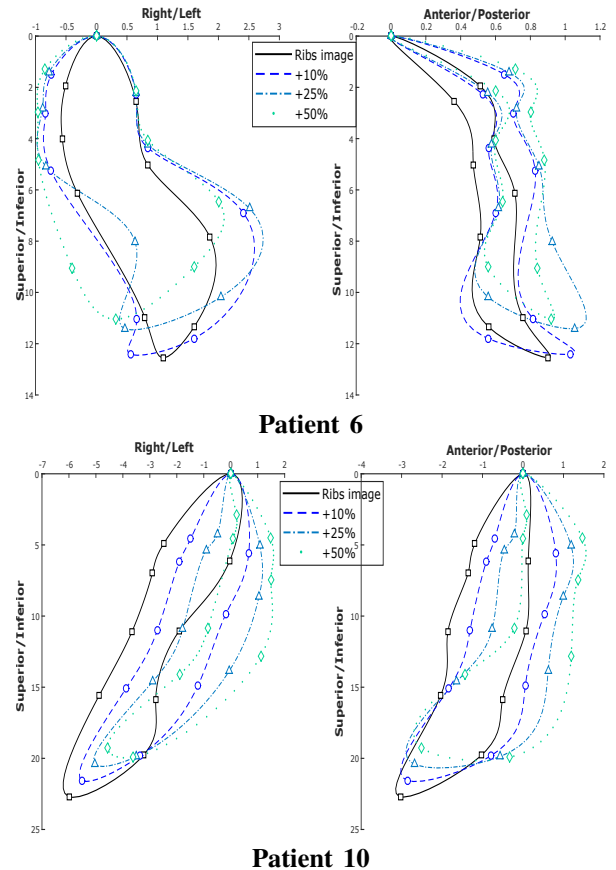 Right/Left
-1 -0.5 0 0.5 1 1.5 2 2.5 3
0
2
4
6
8
10
12
14
Superior/Inferior
Ribs image
+10%
+25%
+50%
Anterior/Posterior
-0.2 0 0.2 0.4 0.6 0.8 1 1.2
0
2
4
6
8
10
12
14
Superior/Inferior
Patient 6
Right/Left
-7 -6 -5 -4 -3 -2 -1 0 1 2
0
5
10
15
20
25
Superior/Inferior
Ribs image
+10%
+25%
+50%
Anterior/Posterior
-4 -3 -2 -1 0 1 2
0
5
10
15
20
25
Superior/Inferior
Patient 10